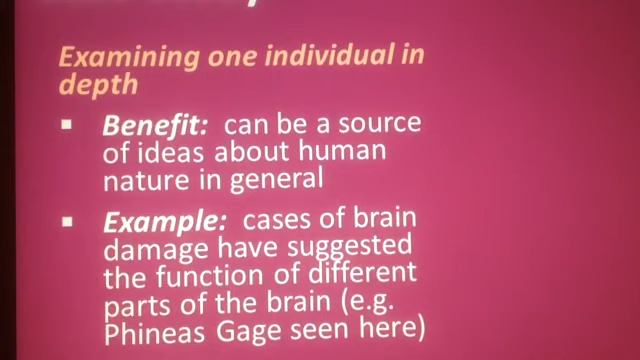 Examining one individual in
depth
▪ Benefit: can be a source
of ideas about human
nature in general
▪ Example: cases of brain
damage have suggested
the function of different
parts of the brain (e.g.
Phineas Gage seen here)